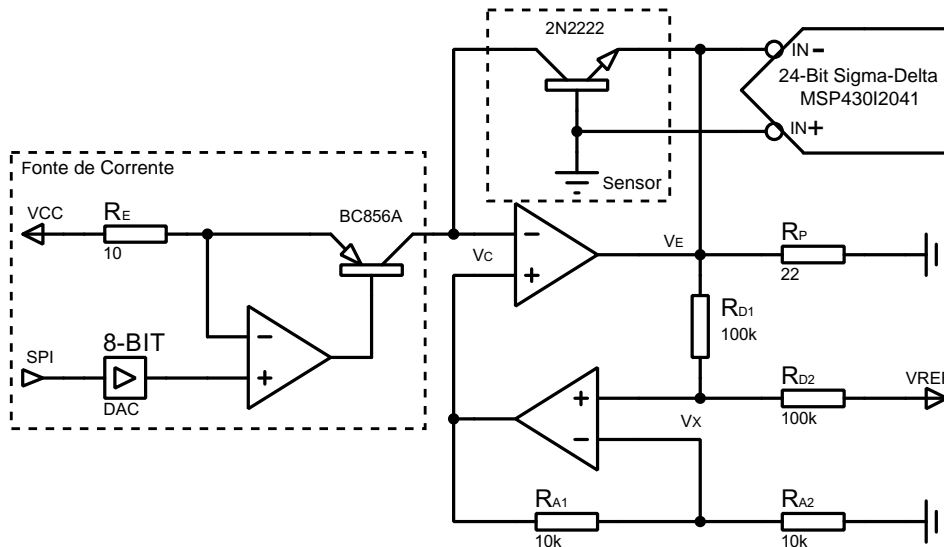 2N2222
IN -
24-Bit Sigma-Delta
MSP430I2041
IN+
Sensor
Fonte de Corrente
VCC
RE
10
BC856A
VC
VE
RP
22
RD1
100k
SPI
8-BIT
DAC
RD2
100k
VREF
VX
RA1
10k
RA2
10k
- 
+
-
+
+
-